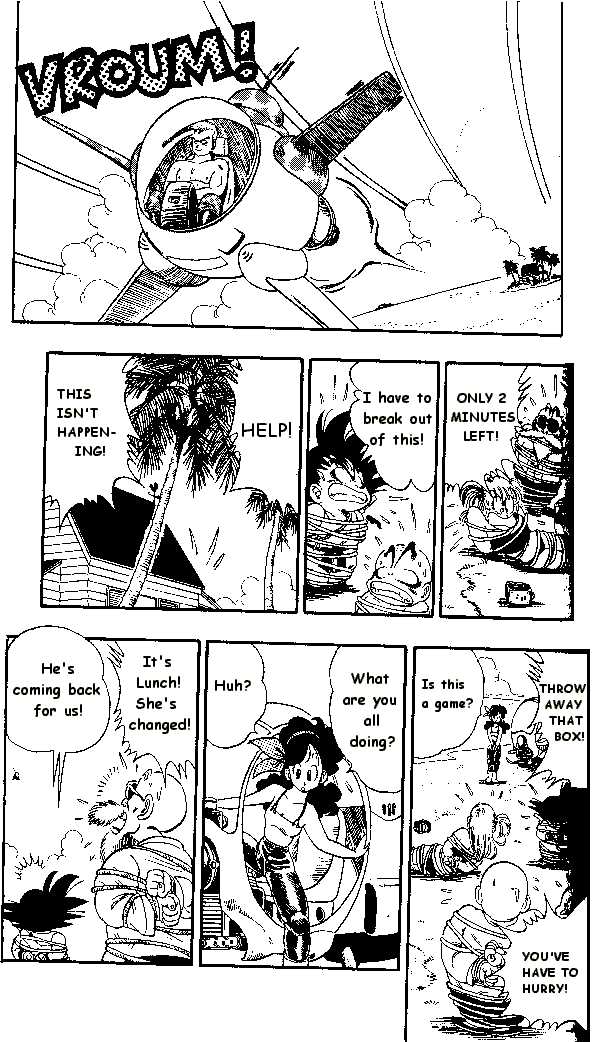 VROUM!
THIS
ISN'T
HAPPEN-
ING!
HELP!
I have to
break out
of this!
ONLY 2
MINUTES
LEFT!
He's
coming back
for us!
It's
Lunch!
She's
changed!
Huh?
What
are you
all
doing?
Is this
a game?
THROW
AWAY
THAT
BOX!
YOU'VE
HAVE TO
HURRY!